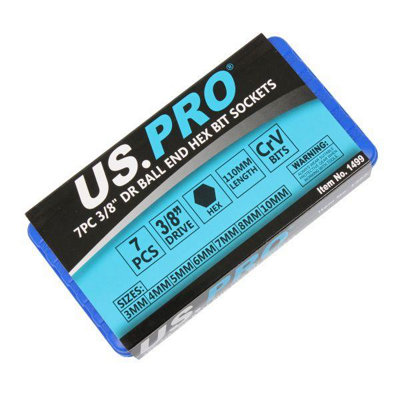 US.PRO®
7PC 3/8" DR BALL END HEX BIT SOCKETS
7 PCS
3/8" DRIVE
HEX
110MM LENGTH
CrV BITS
WARNING:
Item No. 1499
SIZES:
3MM 4MM 5MM 6MM 7MM 8MM 10MM
US.PRO